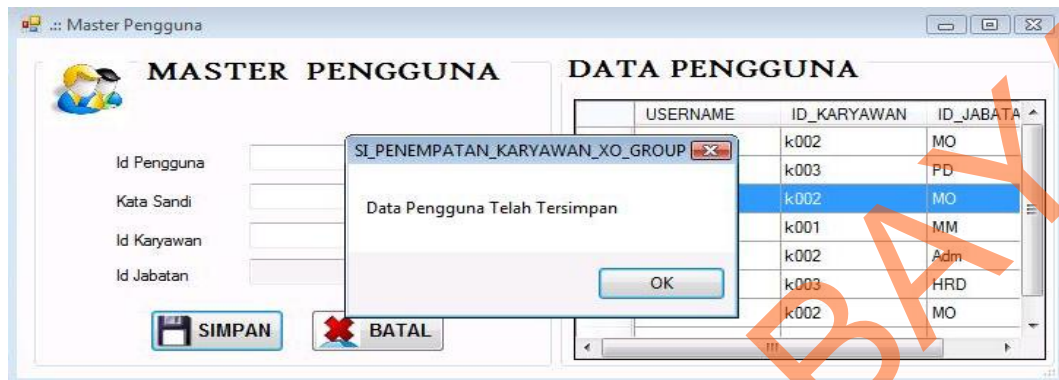 .:: Master Pengguna
MASTER PENGGUNA
Id Pengguna
Kata Sandi
Id Karyawan
Id Jabatan
SIMPAN BATAL
SI_PENEMPATAN_KARYAWAN_XO_GROUP
Data Pengguna Telah Tersimpan
OK
DATA PENGGUNA
USERNAME ID_KARYAWAN ID_JABATA
k002 MO
k003 PD
k002 MO
k001 MM
k002 Adm
k003 HRD
k002 MO
BAY